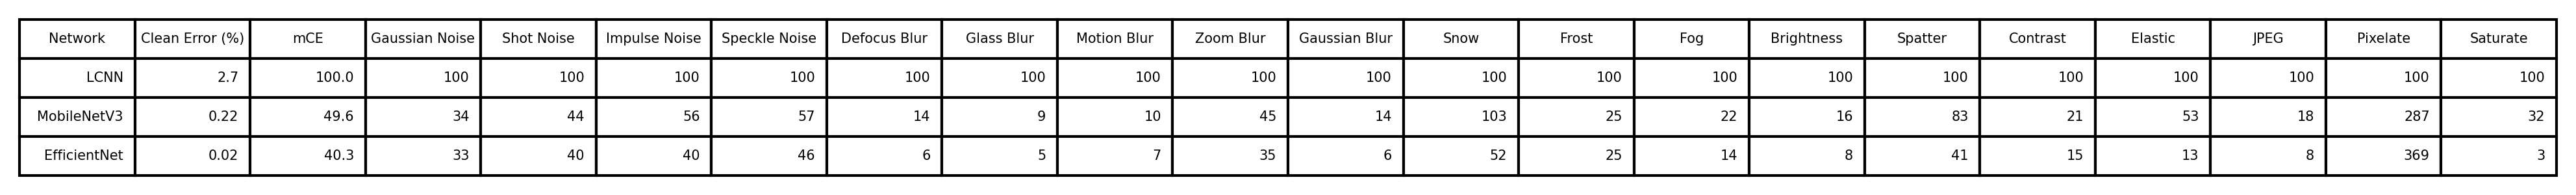 Network Clean Error (%) mCE Gaussian Noise Shot Noise Impulse Noise Speckle Noise Defocus Blur Glass Blur Motion Blur Zoom Blur Gaussian Blur Snow Frost Fog Brightness Spatter Contrast Elastic JPEG Pixelate Saturate
LCNN 2.7 100.0 100 100 100 100 100 100 100 100 100 100 100 100 100 100 100 100 100 100 100
MobileNetV3 0.22 49.6 34 44 56 57 14 9 10 45 14 103 25 22 16 83 21 53 18 287 32
EfficientNet 0.02 40.3 33 40 40 46 6 5 7 35 6 52 25 14 8 41 15 13 8 369 3